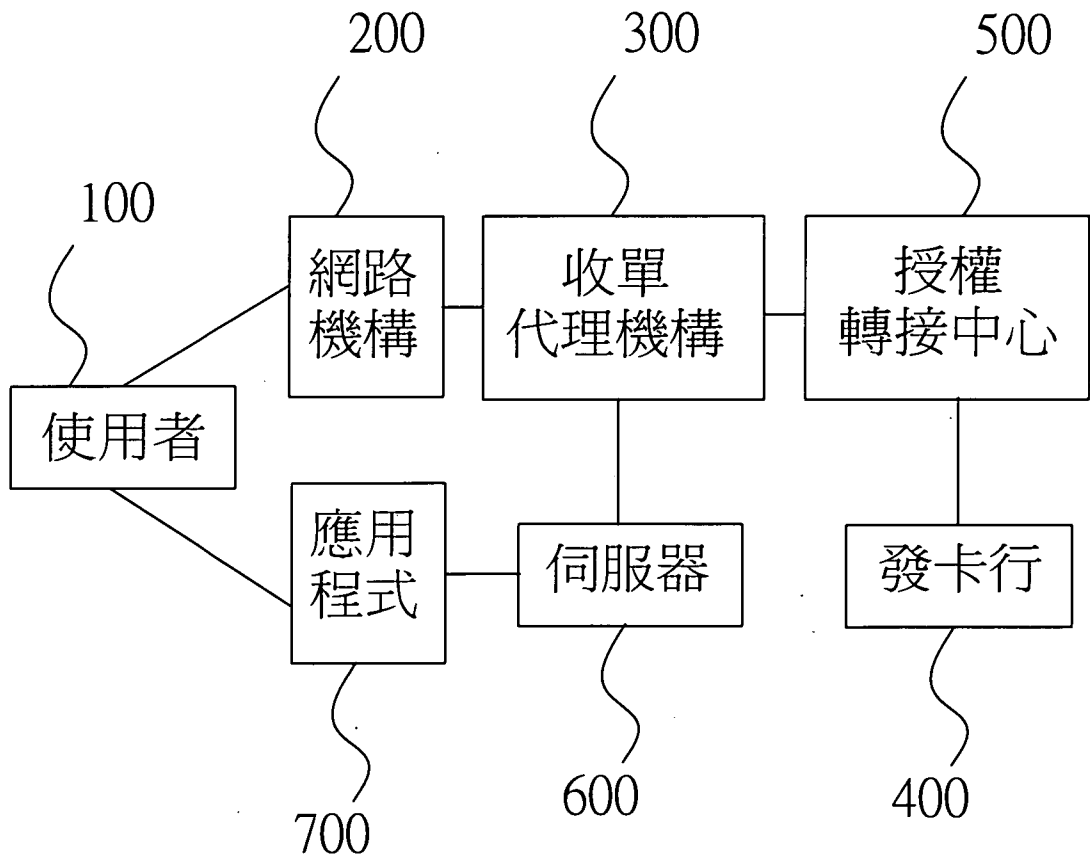 200
300
500
100
網路
機構
收單
代理機構
授權
轉接中心
使用者
應用
程式
伺服器
發卡行
700
600
400